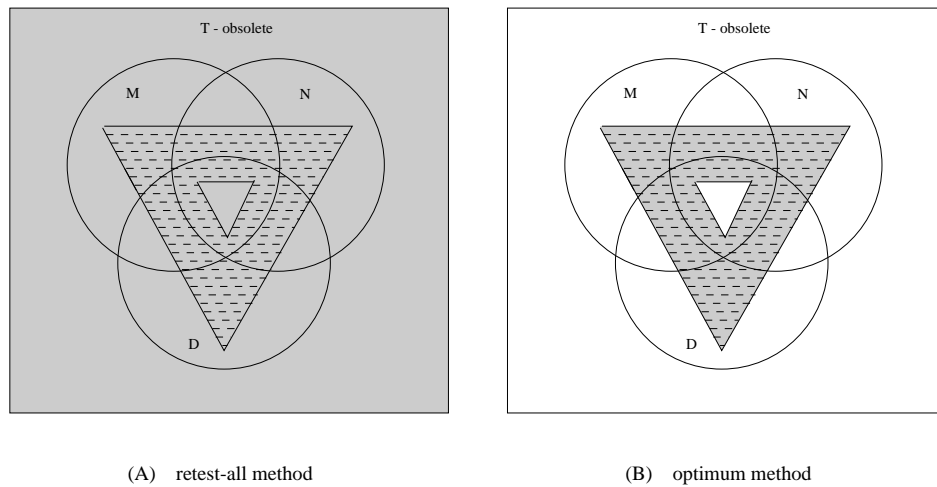 T - obsolete
M
N
D
(A) retest-all method
T - obsolete
M
N
D
(B) optimum method